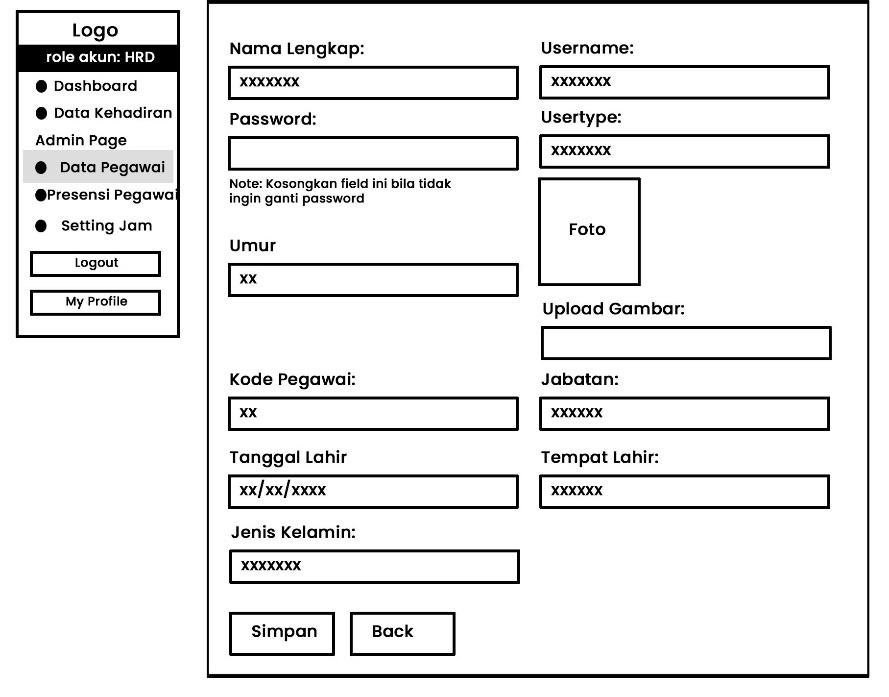 Logo
role akun: HRD
Dashboard
Data Kehadiran
Admin Page
Data Pegawai
Presensi Pegawai
Setting Jam
Logout
My Profile
Nama Lengkap:
xxxxxxx
Username:
xxxxxxx
Password:
Usertype:
xxxxxxx
Note: Kosongkan field ini bila tidak
ingin ganti password
Foto
Umur
xx
Upload Gambar:
Kode Pegawai:
xx
Jabatan:
xxxxxx
Tanggal Lahir
xx/xx/xxxx
Tempat Lahir:
xxxxxx
Jenis Kelamin:
xxxxxxx
Simpan
Back